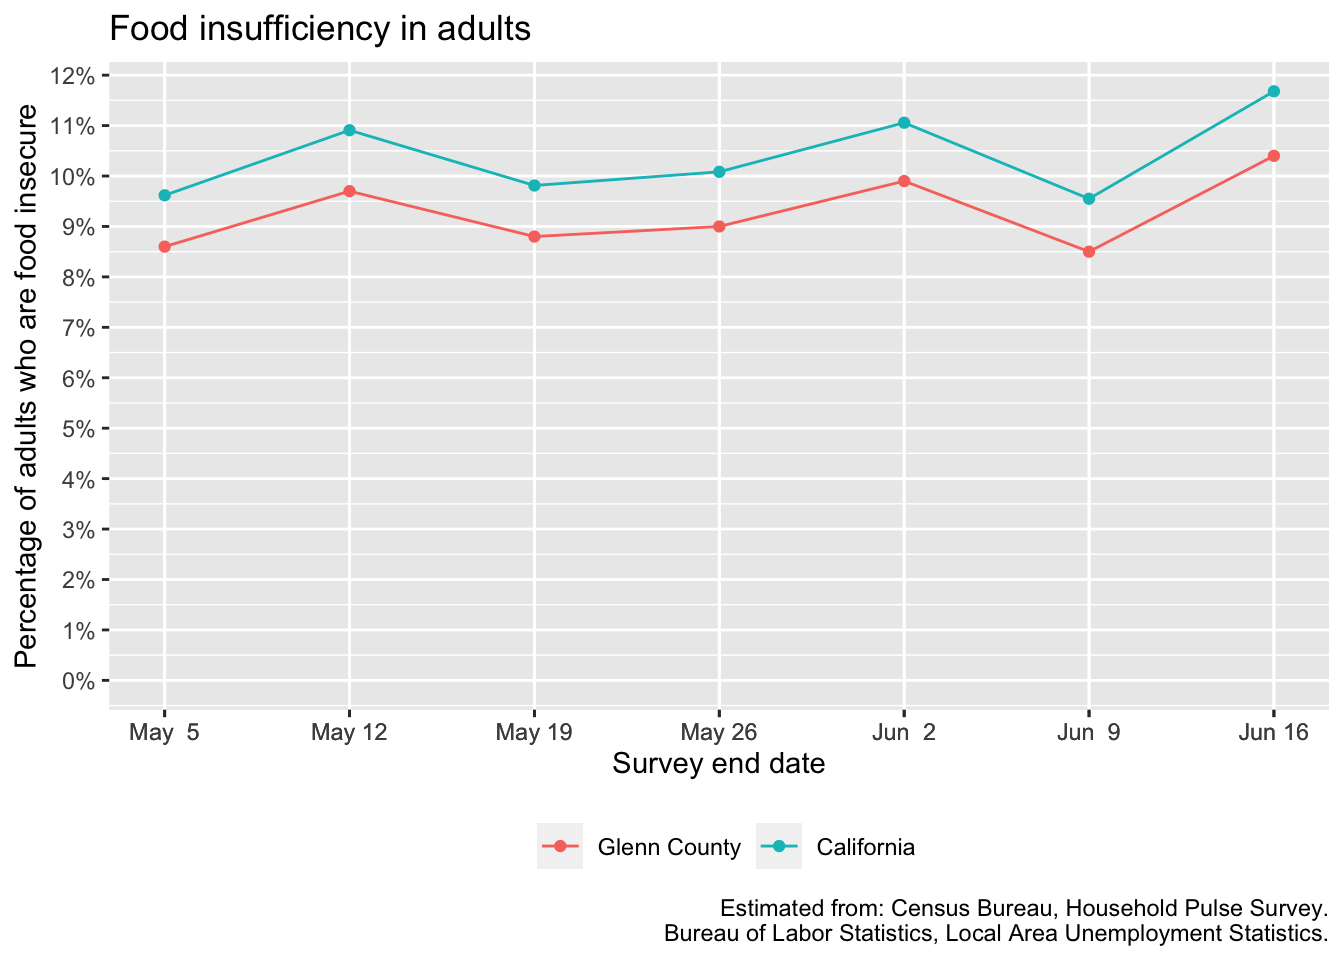 Food insufficiency in adults
Percentage of adults who are food insecure
12%
11%
10%
9%
8%
7%
6%
5%
4%
3%
2%
1%
0%
May  5
May 12
May 19
May 26
Jun  2
Jun  9
Jun 16
Survey end date
Glenn County
California
Estimated from: Census Bureau, Household Pulse Survey.
Bureau of Labor Statistics, Local Area Unemployment Statistics.